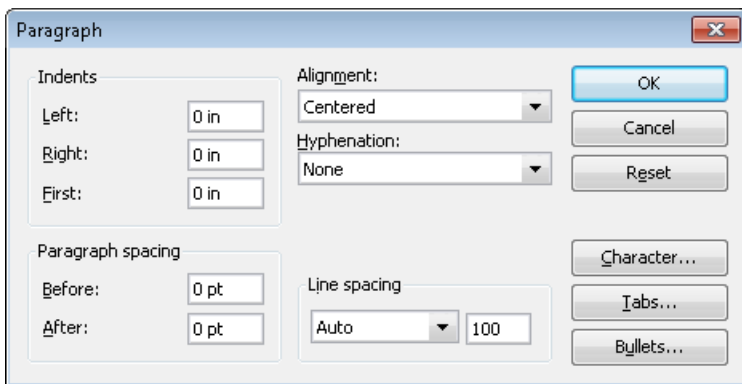 Paragraph
Indents
Left: 0 in
Right: 0 in
First: 0 in
Alignment:
Centered
Hyphenation:
None
OK
Cancel
Reset
Paragraph spacing
Before: 0 pt
After: 0 pt
Line spacing
Auto 100
Character...
Tabs...
Bullets...